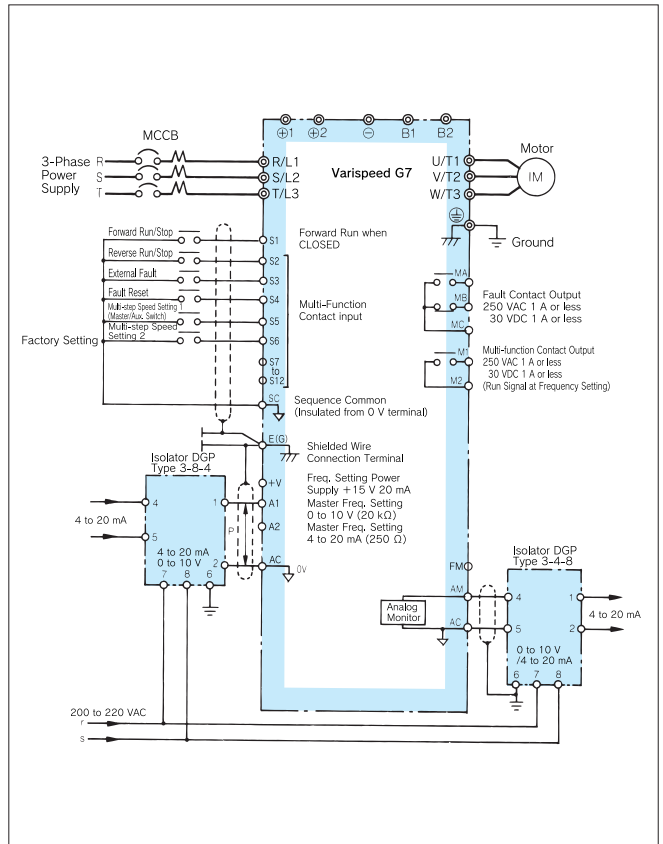 ⊕1 ⊕2 ⊖ B1 B2
MCCB
3-Phase
Power
Supply
R
S
T
R/L1
S/L2
T/L3
Varispeed G7
U/T1
V/T2
W/T3
Motor
IM
Ground
Forward Run/Stop
S1
Forward Run when
CLOSED
Reverse Run/Stop
S2
External Fault
S3
Fault Reset
S4
Multi-step Speed Setting 1
(Master/Aux. Switch)
S5
Multi-step Speed
Setting 2
S6
Factory Setting
S7
to
S12
Multi-Function
Contact input
SC
Sequence Common
(Insulated from 0 V terminal)
E(G)
Shielded Wire
Connection Terminal
MA
MB
MC
Fault Contact Output
250 VAC 1 A or less
30 VDC 1 A or less
M1
M2
Multi-function Contact Output
250 VAC 1 A or less
30 VDC 1 A or less
(Run Signal at Frequency Setting)
Isolator DGP
Type 3-8-4
4
5
4 to 20 mA
1
2
4 to 20 mA
0 to 10 V
7 8 6
P
+V
A1
A2
AC
0V
Freq. Setting Power
Supply +15 V 20 mA
Master Freq. Setting
0 to 10 V (20 kΩ)
Master Freq. Setting
4 to 20 mA (250 Ω)
FM
AM
AC
Analog
Monitor
Isolator DGP
Type 3-4-8
4
5
1
2
4 to 20 mA
0 to 10 V
/4 to 20 mA
6 7 8
200 to 220 VAC
r
s